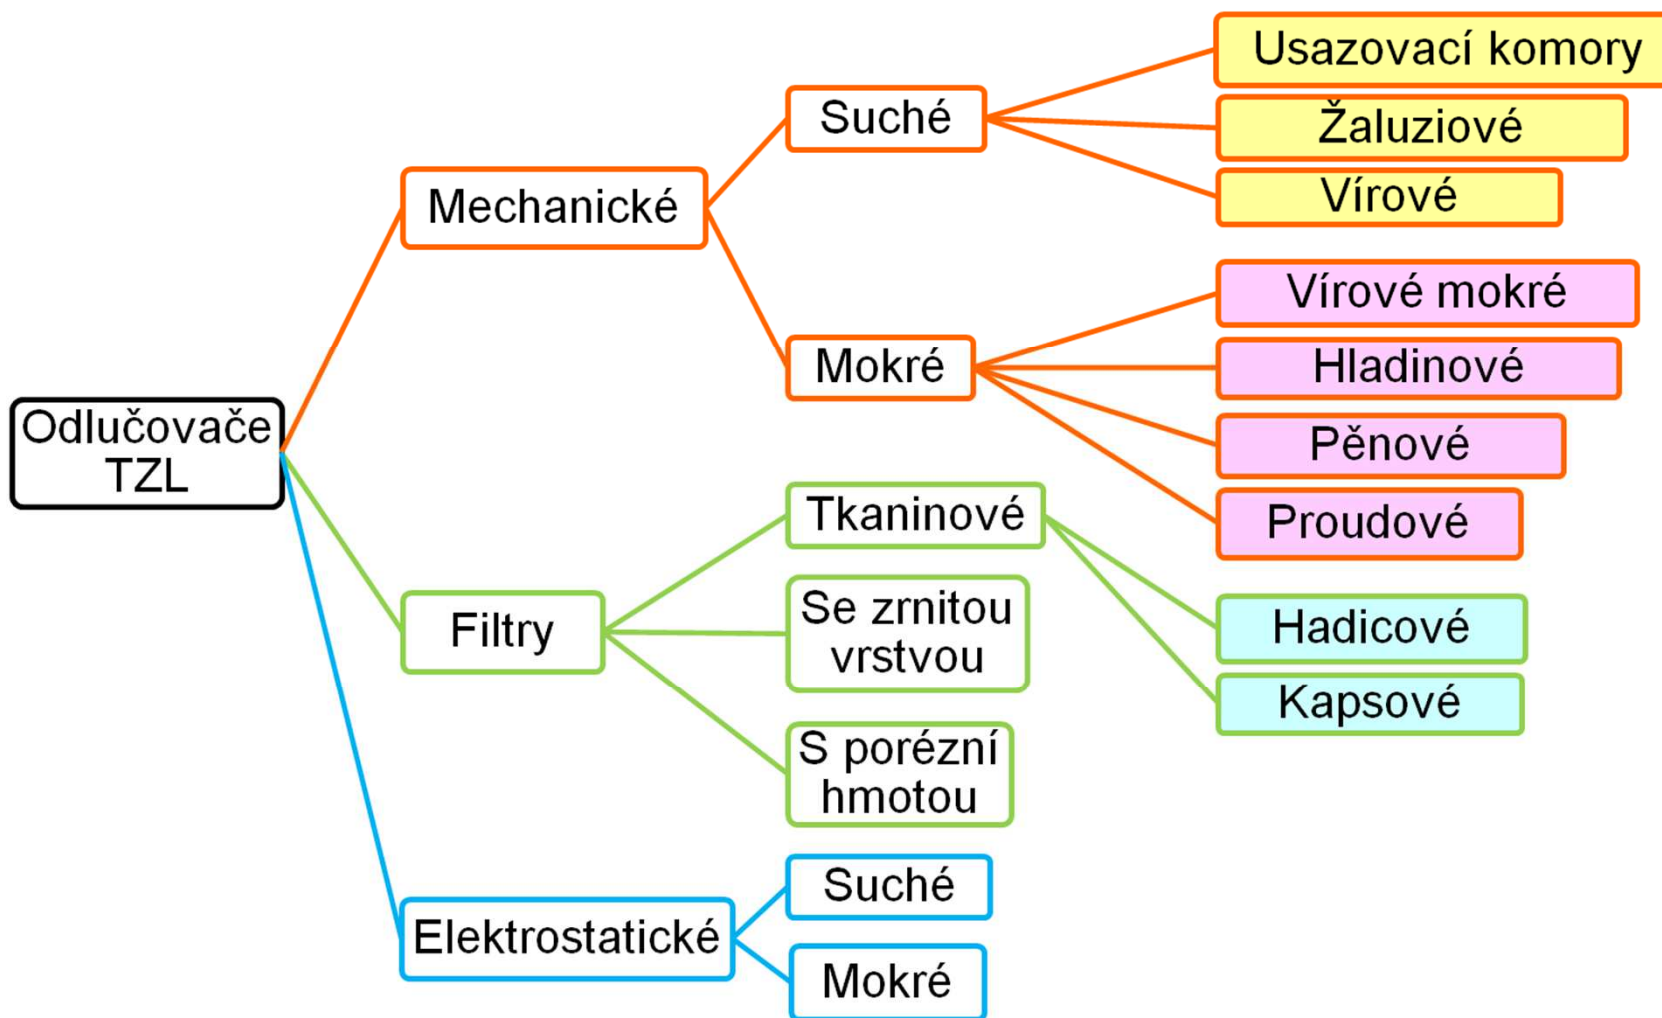 Odlučovače
TZL
Mechanické
Suché
Usazovací komory
Žaluziové
Vírové
Mokré
Vírové mokré
Hladinové
Pěnové
Proudové
Filtry
Tkaninové
Hadicové
Kapsové
Se zrnitou
vrstvou
S porézní
hmotou
Elektrostatické
Suché
Mokré